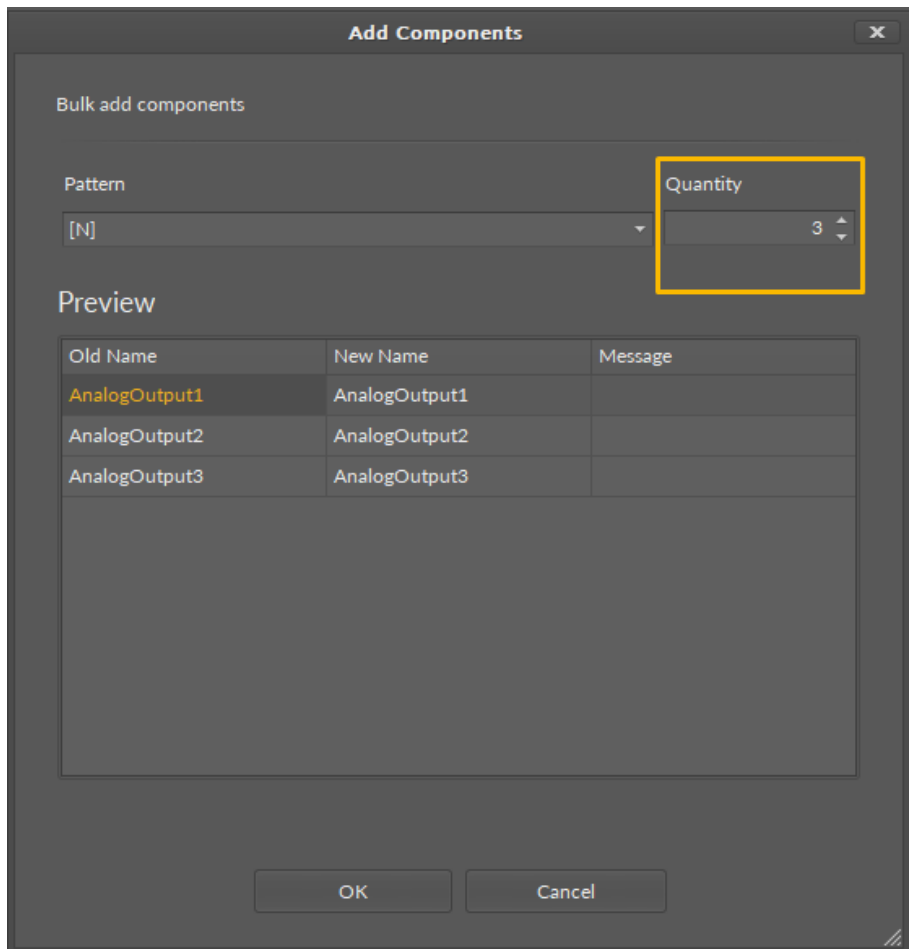 Add Components
Bulk add components
Pattern Quantity
[N] 3
Preview
Old Name New Name Message
AnalogOutput1 AnalogOutput1
AnalogOutput2 AnalogOutput2
AnalogOutput3 AnalogOutput3
OK Cancel